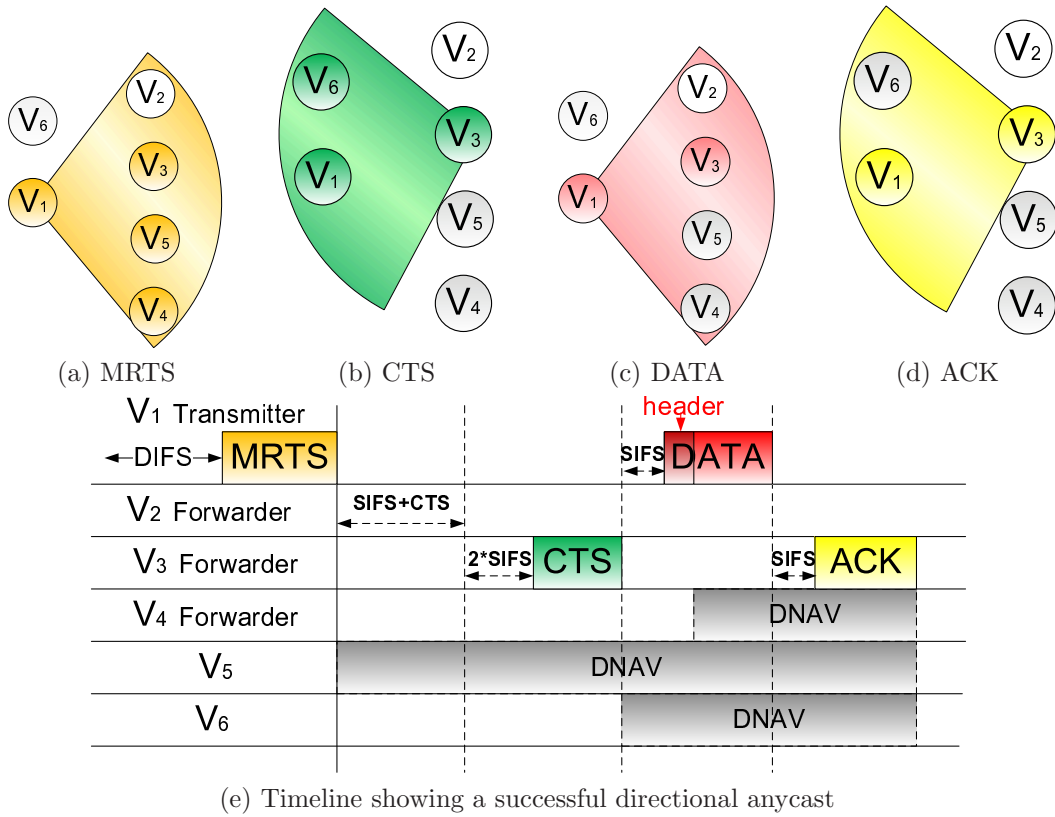 V6
V1
V2
V3
V5
V4
(a) MRTS
V6
V1
V2
V3
V5
V4
(b) CTS
V6
V1
V2
V3
V5
V4
(c) DATA
V6
V1
V2
V3
V5
V4
(d) ACK
V1 Transmitter
header
DIFS
MRTS
SIFS
DATA
V2 Forwarder
SIFS+CTS
V3 Forwarder
2*SIFS
CTS
SIFS
ACK
V4 Forwarder
DNAV
V5
DNAV
V6
DNAV
(e) Timeline showing a successful directional anycast